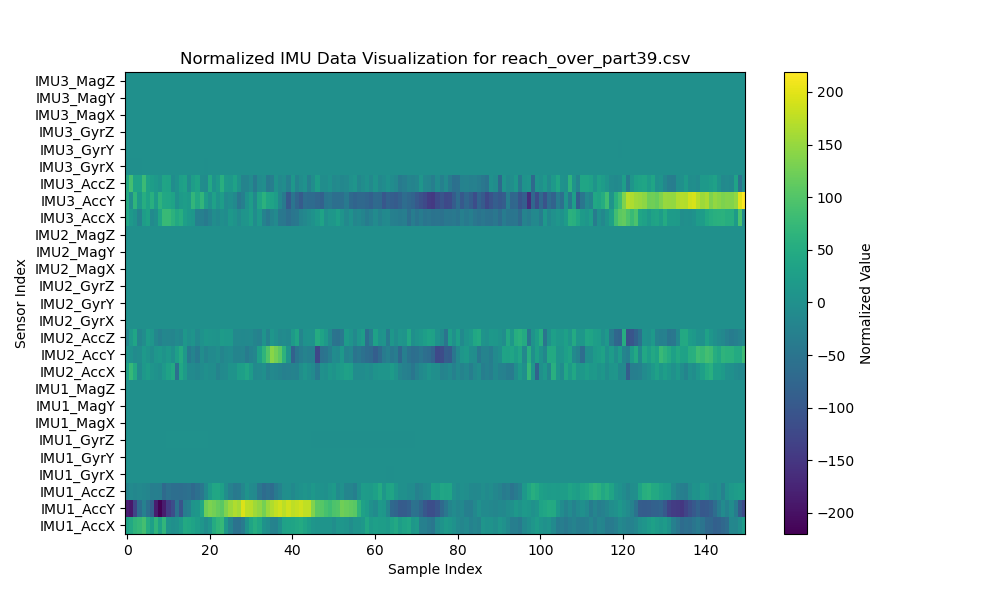 Normalized IMU Data Visualization for reach_over_part39.csv
IMU3_MagZ
IMU3_MagY
IMU3_MagX
IMU3_GyrZ
IMU3_GyrY
IMU3_GyrX
IMU3_AccZ
IMU3_AccY
IMU3_AccX
IMU2_MagZ
IMU2_MagY
IMU2_MagX
IMU2_GyrZ
IMU2_GyrY
IMU2_GyrX
IMU2_AccZ
IMU2_AccY
IMU2_AccX
IMU1_MagZ
IMU1_MagY
IMU1_MagX
IMU1_GyrZ
IMU1_GyrY
IMU1_GyrX
IMU1_AccZ
IMU1_AccY
IMU1_AccX
Sensor Index
0 20 40 60 80 100 120 140
Sample Index
200
150
100
50
0
−50
−100
−150
−200
Normalized Value